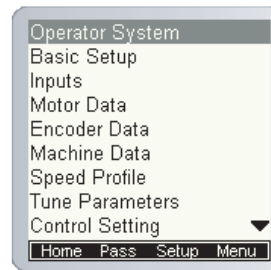 Operator System
Basic Setup
Inputs
Motor Data
Encoder Data
Machine Data
Speed Profile
Tune Parameters
Control Setting
Home Pass Setup Menu